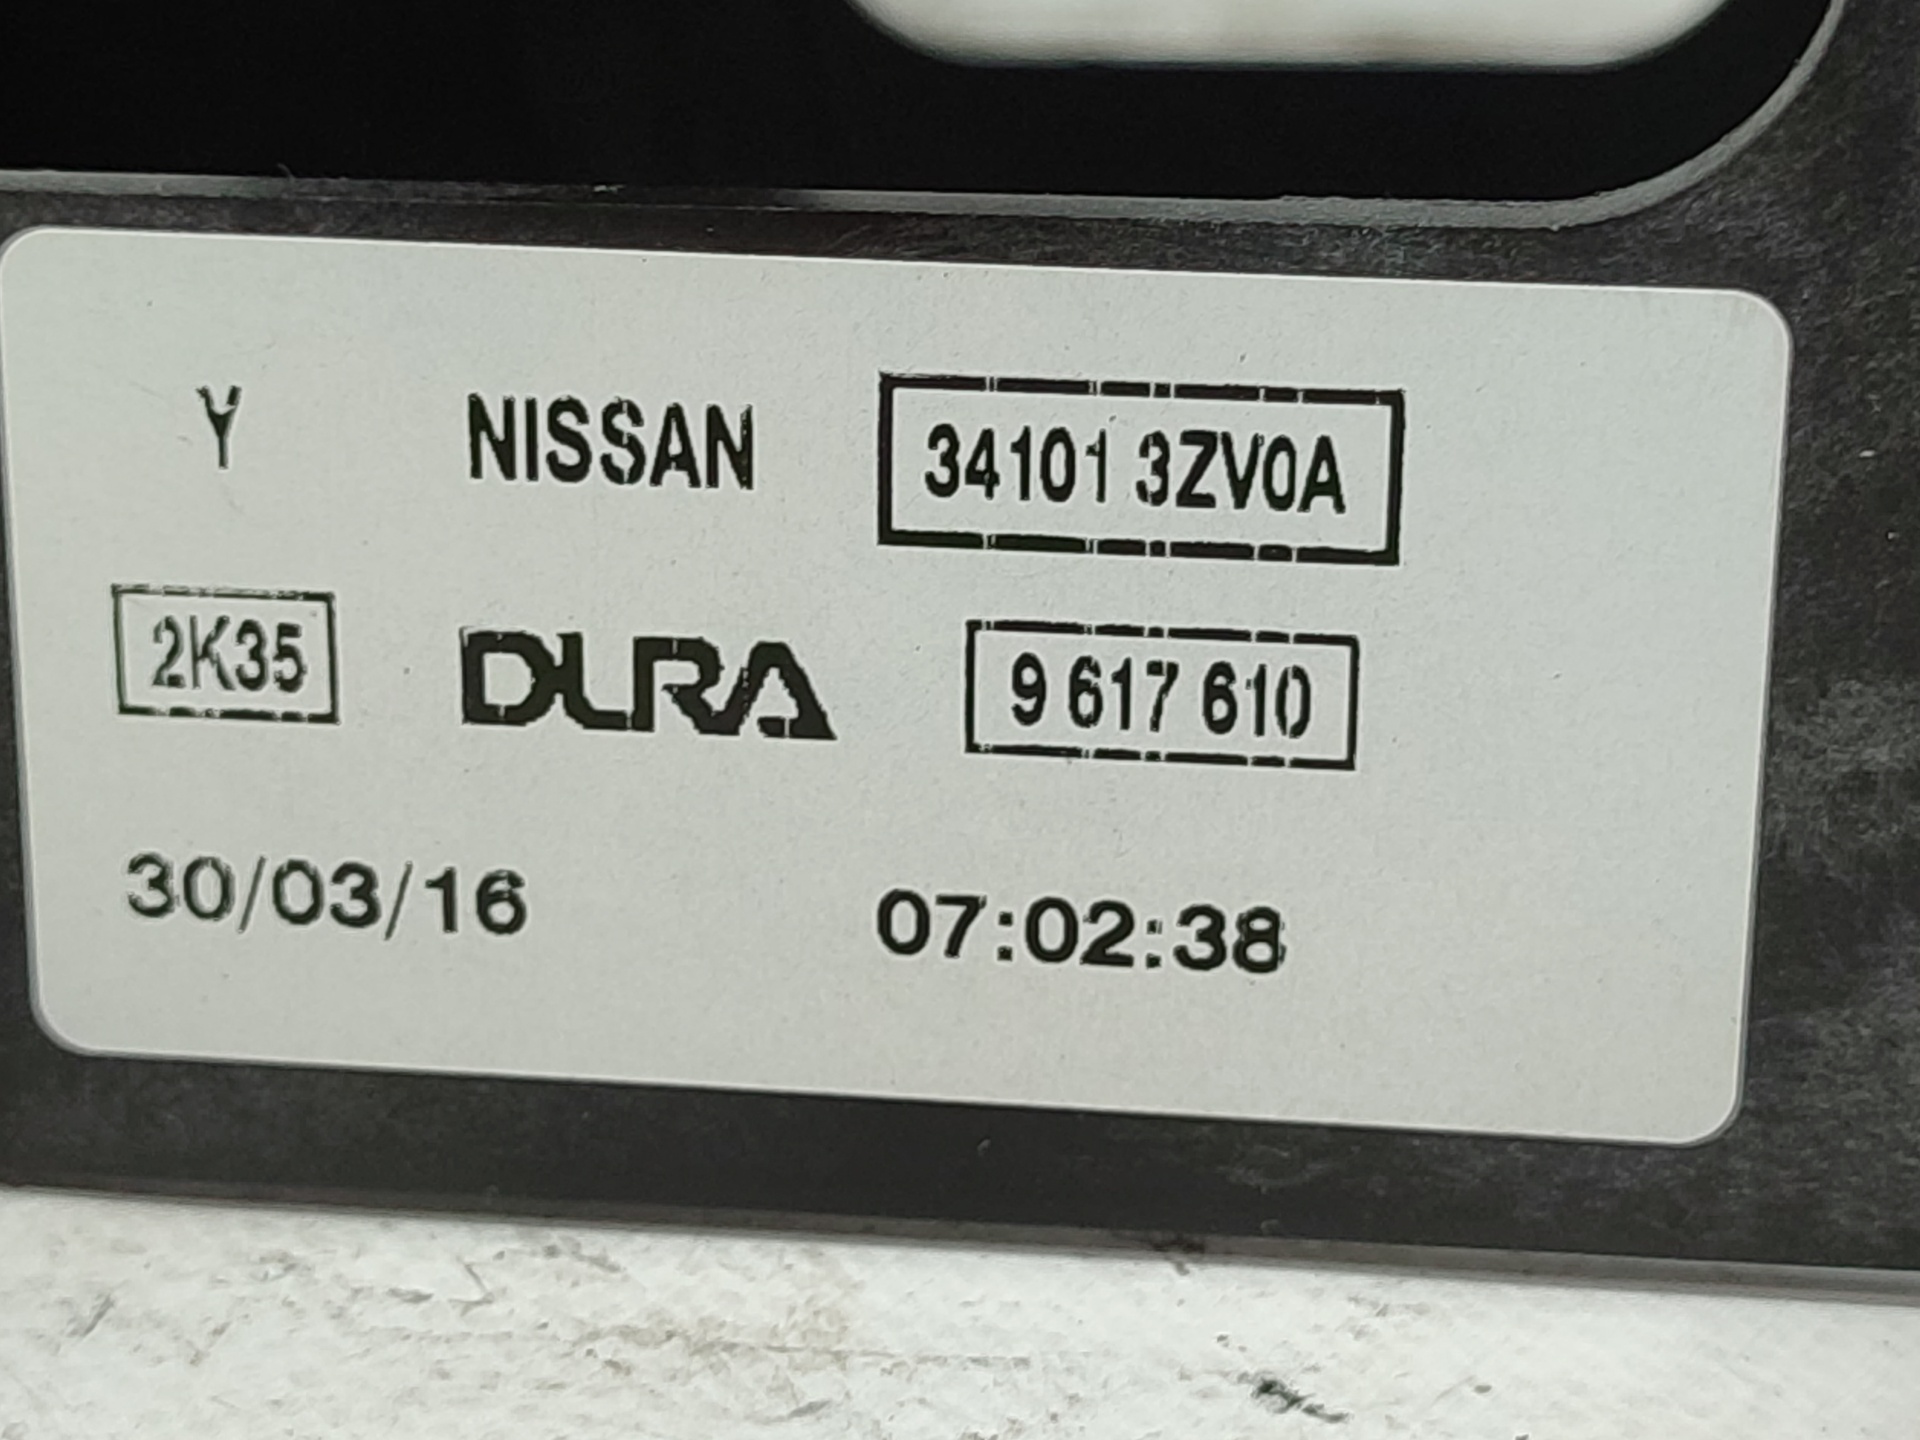 Y NISSAN 34101 3ZV0A
2K35 DURA 9 617 610
30/03/16 07:02:38